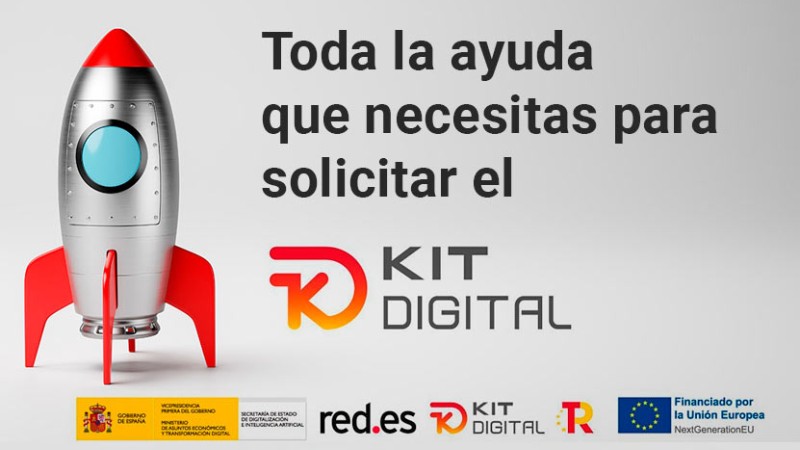 Toda la ayuda
que necesitas para
solicitar el
KIT
DIGITAL
GOBIERNO
DE ESPAÑA
VICEPRESIDENCIA
PRIMERA DEL GOBIERNO
MINISTERIO
DE ASUNTOS ECONÓMICOS
Y TRANSFORMACIÓN DIGITAL
SECRETARÍA DE ESTADO
DE DIGITALIZACIÓN
E INTELIGENCIA ARTIFICIAL
red.es
KIT
DIGITAL
Financiado por
la Unión Europea
NextGenerationEU